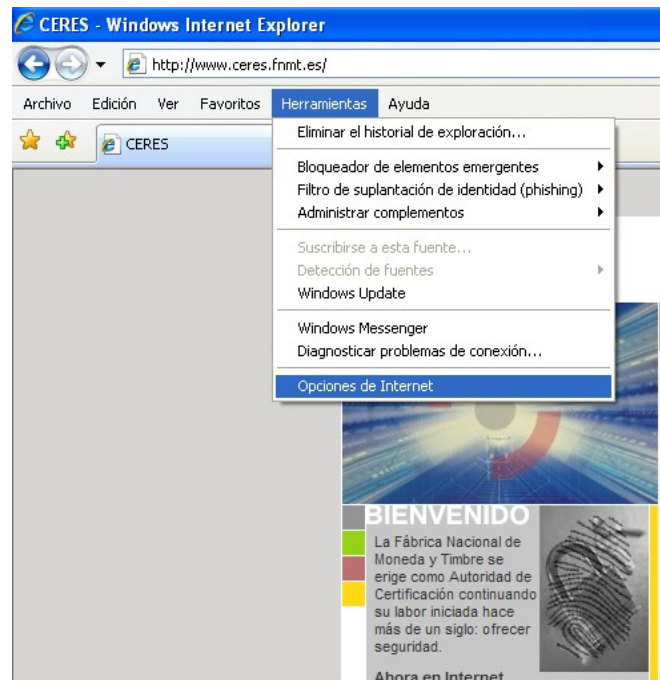 CERES - Windows Internet Explorer
http://www.ceres.fnmt.es/
Archivo Edición Ver Favoritos Herramientas Ayuda
CERES
Eliminar el historial de exploración...
Bloqueador de elementos emergentes
Filtro de suplantación de identidad (phishing)
Administrar complementos
Suscribirse a esta fuente...
Detección de fuentes
Windows Update
Windows Messenger
Diagnosticar problemas de conexión...
Opciones de Internet
BIENVENIDO
La Fábrica Nacional de
Moneda y Timbre se
erige como Autoridad de
Certificación continuando
su labor iniciada hace
más de un siglo: ofrecer
seguridad.
Ahora en Internet